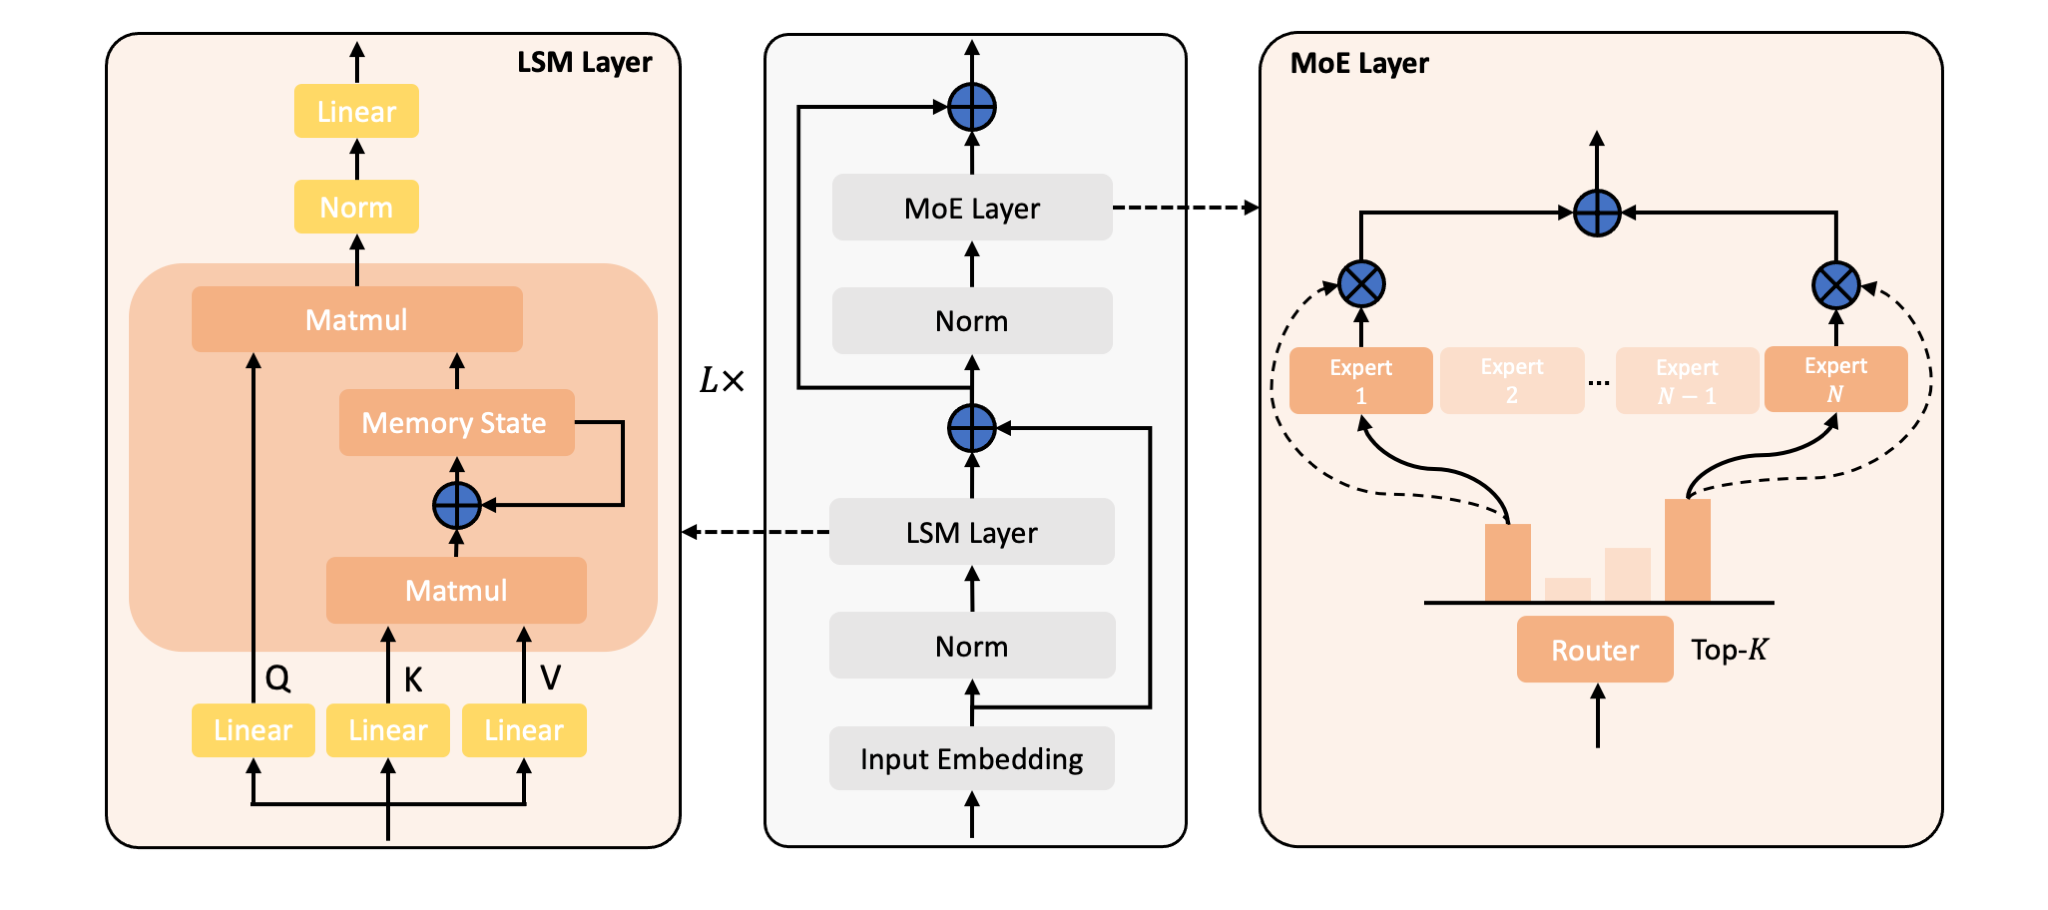 LSM Layer
Linear
Norm
Matmul
Memory State
Matmul
Q
K
V
Linear
Linear
Linear
L×
MoE Layer
Norm
LSM Layer
Norm
Input Embedding
MoE Layer
Expert
1
Expert
2
...
Expert
N − 1
Expert
N
Router
Top-K